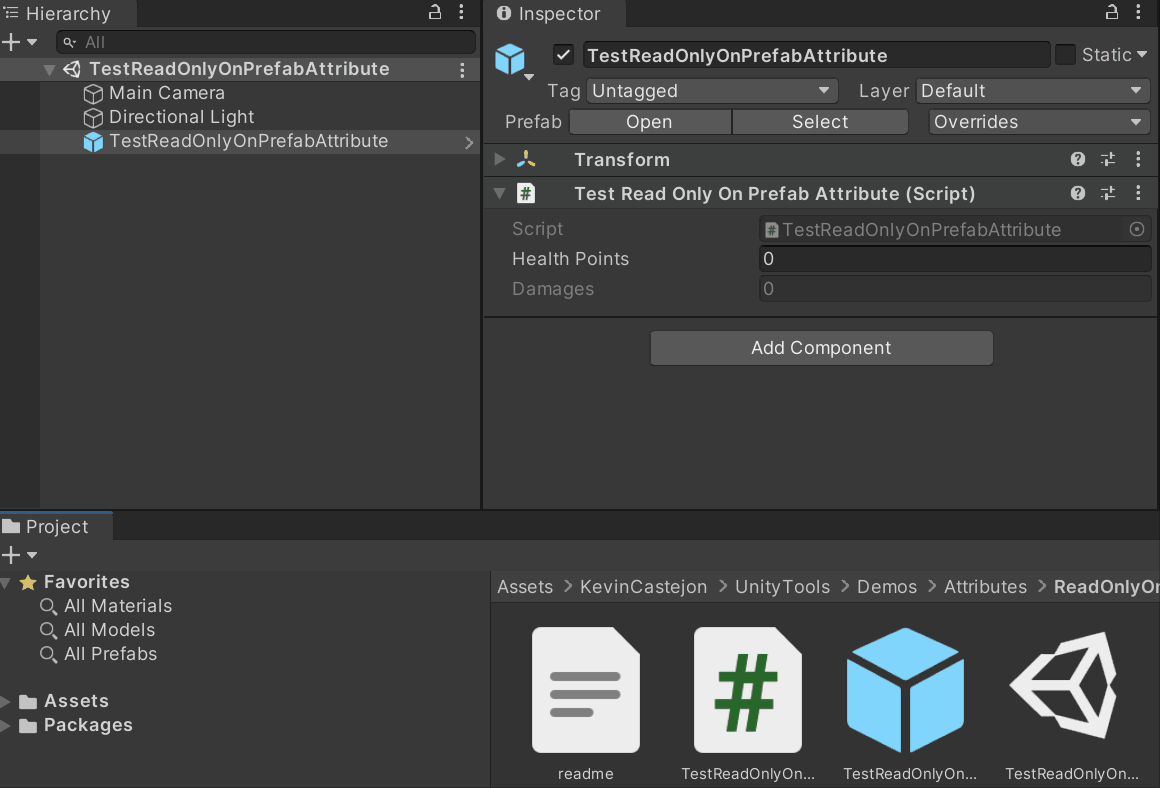 Hierarchy
All
TestReadOnlyOnPrefabAttribute
Main Camera
Directional Light
TestReadOnlyOnPrefabAttribute
Inspector
TestReadOnlyOnPrefabAttribute Static
Tag Untagged Layer Default
Prefab Open Select Overrides
Transform
# Test Read Only On Prefab Attribute (Script)
Script # TestReadOnlyOnPrefabAttribute
Health Points 0
Damages 0
Add Component
Project
Favorites
All Materials
All Models
All Prefabs
Assets
Packages
Assets > KevinCastejon > UnityTools > Demos > Attributes > ReadOnlyOn
#
readme TestReadOnlyOn... TestReadOnlyOn... TestReadOnlyOn...